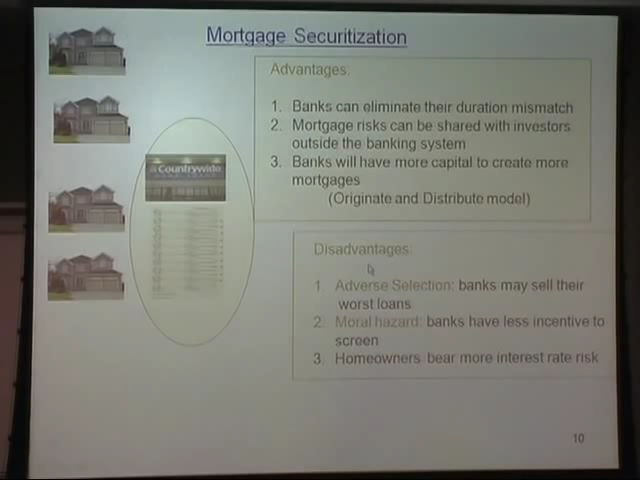 Mortgage Securitization
Advantages:
1. Banks can eliminate their duration mismatch
2. Mortgage risks can be shared with investors
outside the banking system
3. Banks will have more capital to create more
mortgages
(Originate and Distribute model)
Countrywide
Disadvantages:
1 Adverse Selection: banks may sell their
worst loans
2. Moral hazard: banks have less incentive to
screen
3. Homeowners bear more interest rate risk
10